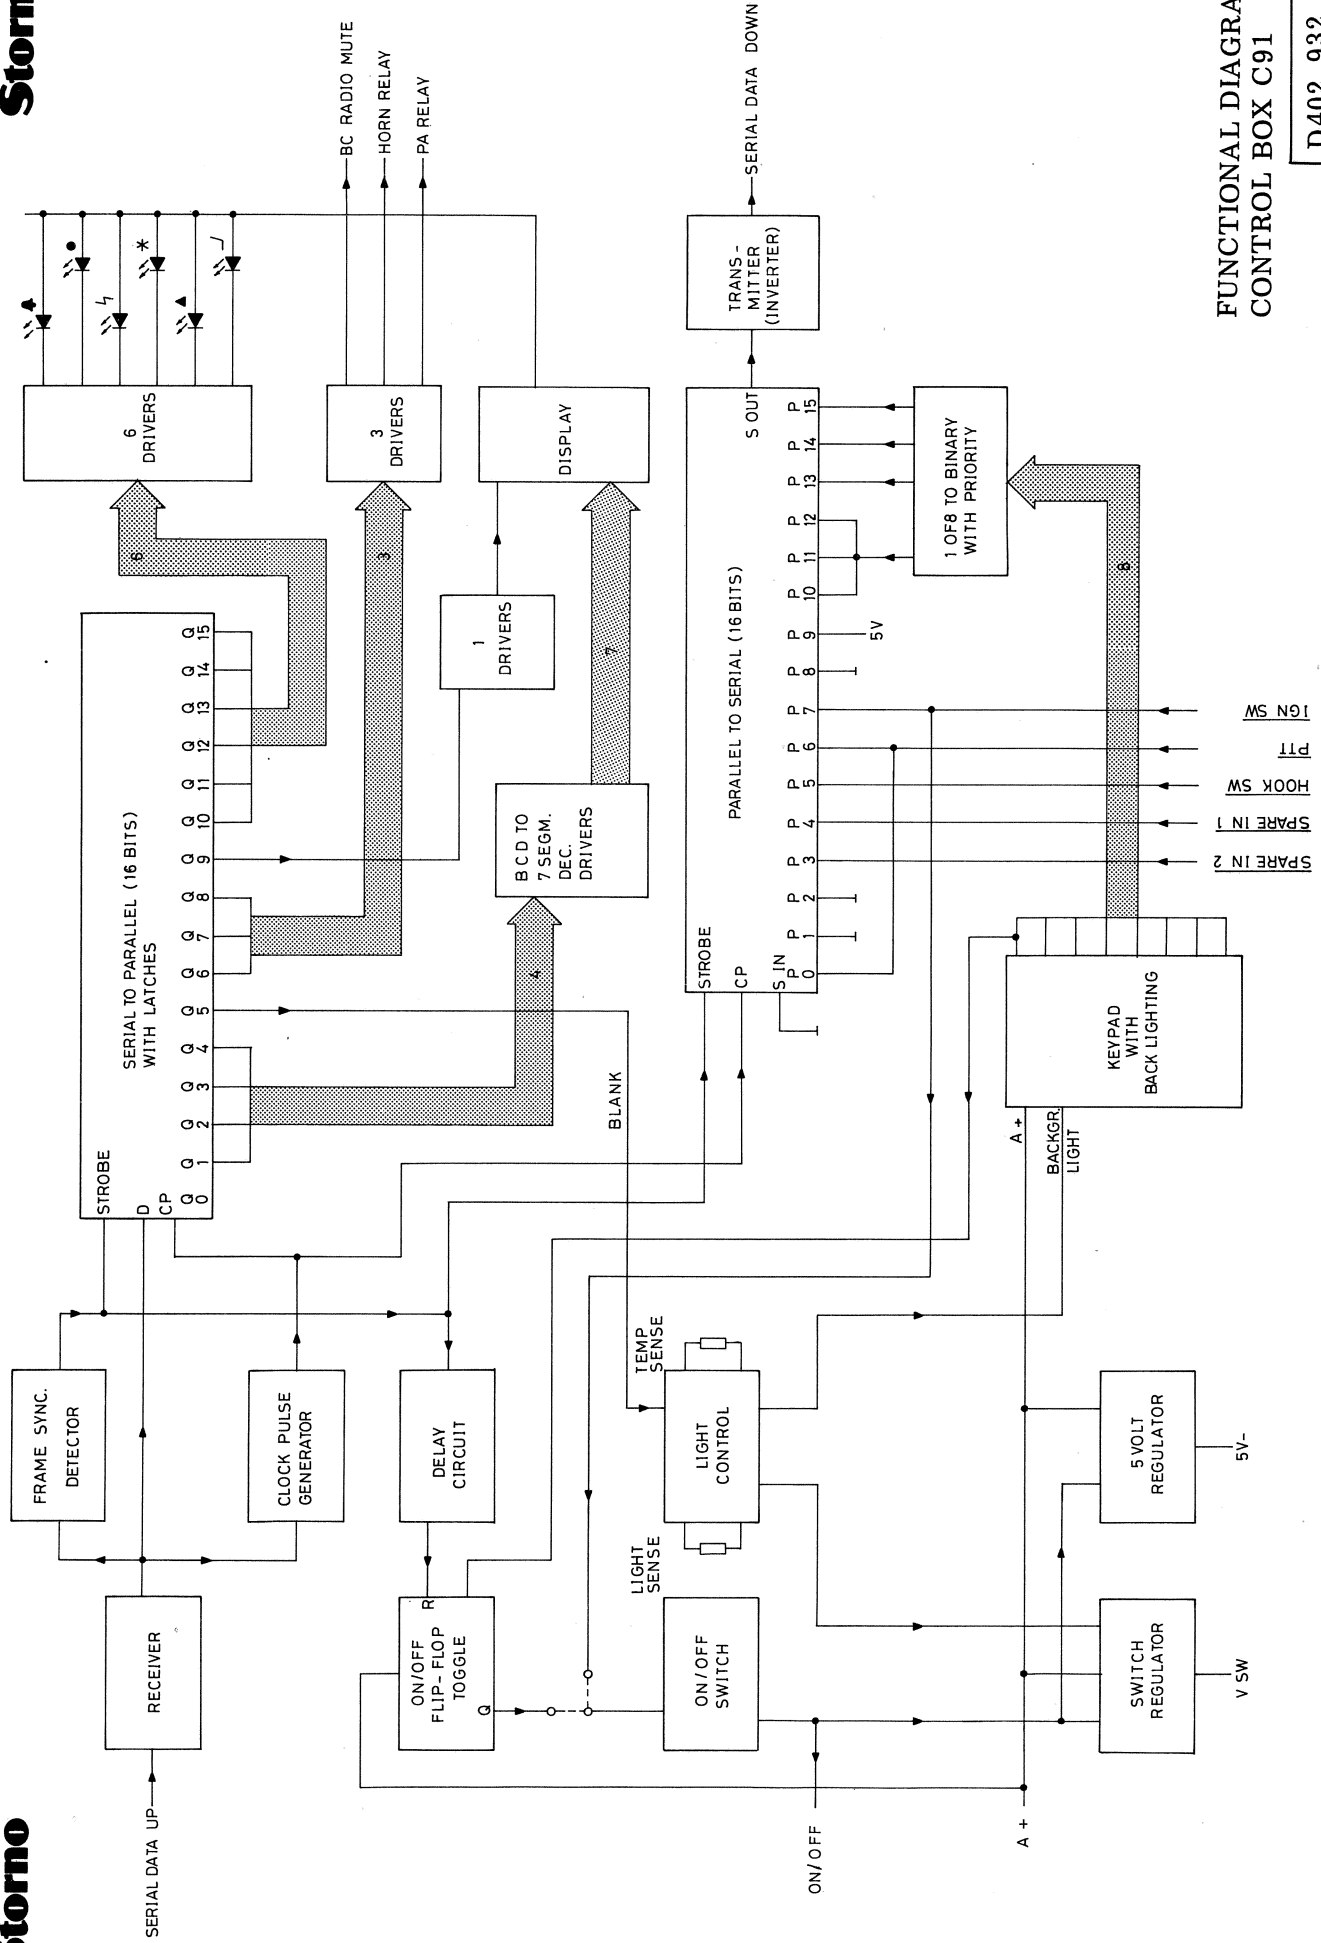 Storno
Storn
SERIAL DATA UP
RECEIVER
FRAME SYNC.
DETECTOR
CLOCK PULSE
GENERATOR
DELAY
CIRCUIT
ON/OFF
FLIP-FLOP
TOGGLE
R
Q
STROBE
D
CP
SERIAL TO PARALLEL (16 BITS)
WITH LATCHES
Q 0
Q 1
Q 2
Q 3
Q 4
Q 5
Q 6
Q 7
Q 8
Q 9
Q 10
Q 11
Q 12
Q 13
Q 14
Q 15
6
3
4
7
6
DRIVERS
3
DRIVERS
1
DRIVERS
BCD TO
7 SEGM.
DEC.
DRIVERS
DISPLAY
*
BC RADIO MUTE
HORN RELAY
PA RELAY
BLANK
TEMP
SENSE
LIGHT
CONTROL
LIGHT
SENSE
ON/OFF
SWITCH
ON/OFF
STROBE
CP
S IN
PARALLEL TO SERIAL (16 BITS)
S OUT
P 0
P 1
P 2
P 3
P 4
P 5
P 6
P 7
P 8
P 9
P 10
P 11
P 12
P 13
P 14
P 15
5V
TRANS-
MITTER
(INVERTER)
SERIAL DATA DOWN
1 OF 8 TO BINARY
WITH PRIORITY
8
SPARE IN 2
SPARE IN 1
HOOK SW
PTT
IGN SW
KEYPAD
WITH
BACK LIGHTING
A +
BACKGR.
LIGHT
A +
SWITCH
REGULATOR
V SW
5 VOLT
REGULATOR
5V-
FUNCTIONAL DIAGRA
CONTROL BOX C91
D402.932